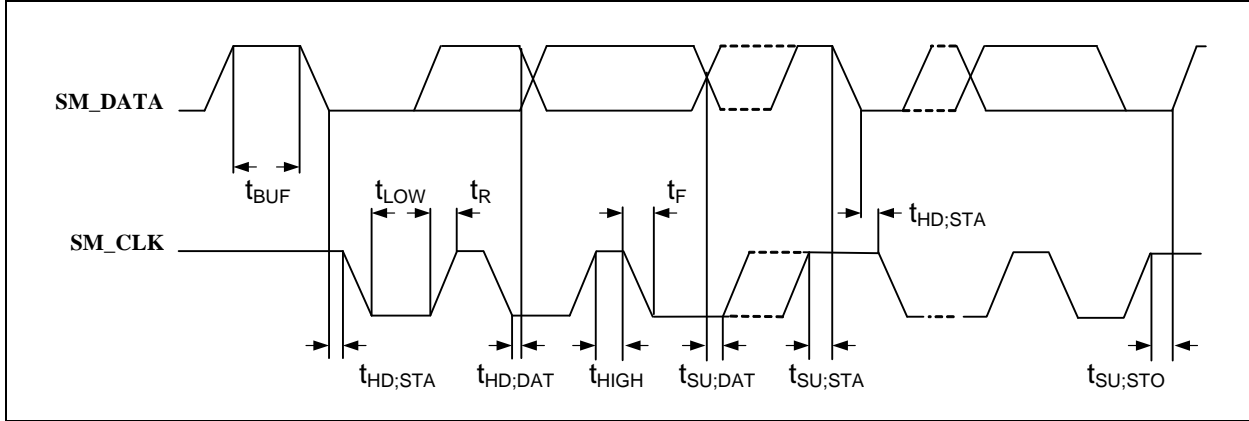 SM_DATA
tBUF
tLOW
tR
tF
tHD;STA
SM_CLK
tHD;STA
tHD;DAT
tHIGH
tSU;DAT
tSU;STA
tSU;STO